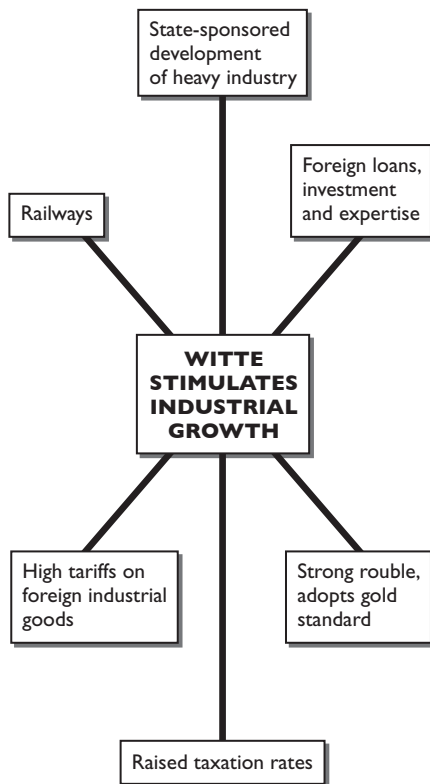 State-sponsored
development
of heavy industry
Foreign loans,
investment
and expertise
Railways
WITTE
STIMULATES
INDUSTRIAL
GROWTH
High tariffs on
foreign industrial
goods
Strong rouble,
adopts gold
standard
Raised taxation rates